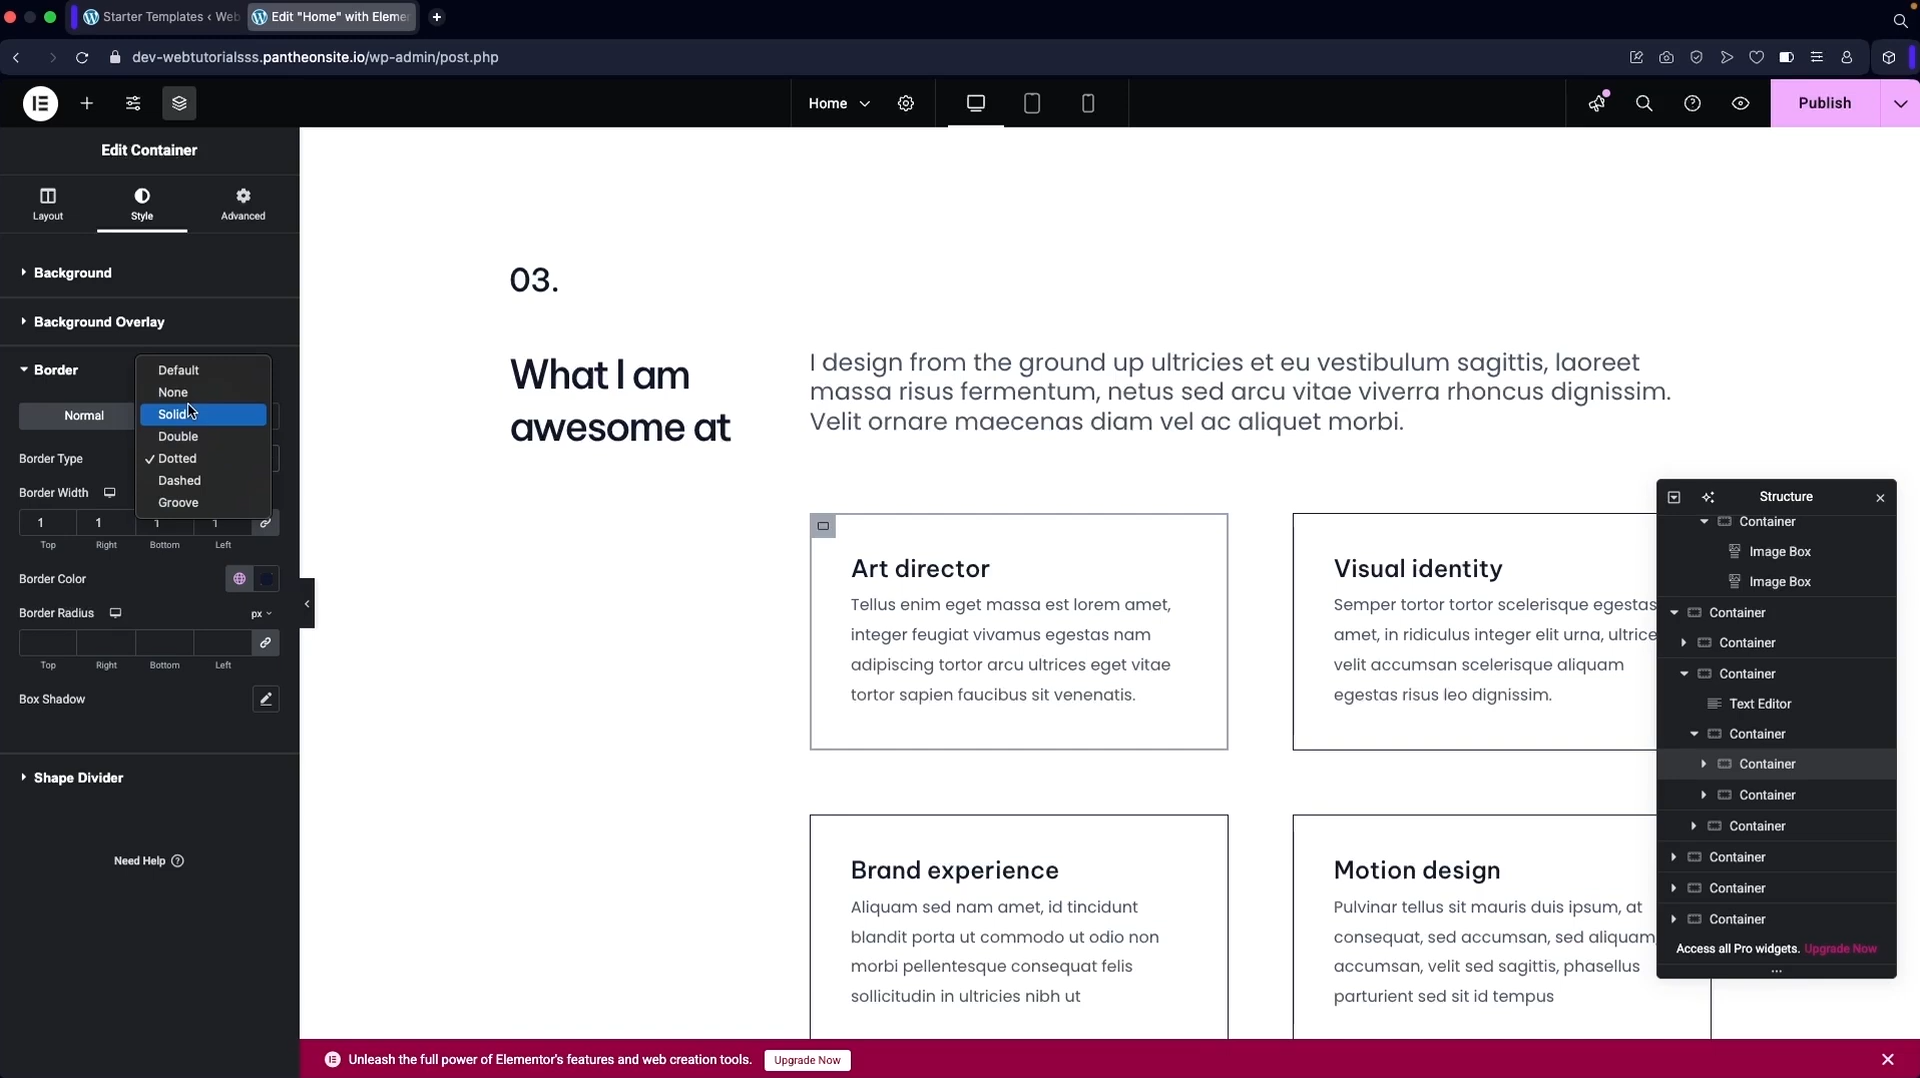 Starter Templates ‹ Web
Edit "Home" with Elemen
dev-webtutorialsss.pantheonsite.io/wp-admin/post.php
Home
Publish
Edit Container
Layout
Style
Advanced
Background
Background Overlay
Border
Default
None
Solid
Double
Dotted
Dashed
Groove
Normal
Border Type
Border Width
1 1 1 1
Top Right Bottom Left
Border Color
Border Radius
px
Top Right Bottom Left
Box Shadow
Shape Divider
Need Help
03.
What I am
awesome at
I design from the ground up ultricies et eu vestibulum sagittis, laoreet
massa risus fermentum, netus sed arcu vitae viverra rhoncus dignissim.
Velit ornare maecenas diam vel ac aliquet morbi.
Art director
Tellus enim eget massa est lorem amet,
integer feugiat vivamus egestas nam
adipiscing tortor arcu ultrices eget vitae
tortor sapien faucibus sit venenatis.
Visual identity
Semper tortor tortor scelerisque egestas
amet, in ridiculus integer elit urna, ultrice
velit accumsan scelerisque aliquam
egestas risus leo dignissim.
Brand experience
Aliquam sed nam amet, id tincidunt
blandit porta ut commodo ut odio non
morbi pellentesque consequat felis
sollicitudin in ultricies nibh ut
Motion design
Pulvinar tellus sit mauris duis ipsum, at
consequat, sed accumsan, sed aliquam,
accumsan, velit sed sagittis, phasellus
parturient sed sit id tempus
Structure
Container
Image Box
Image Box
Container
Container
Container
Text Editor
Container
Container
Container
Container
Container
Container
Container
Access all Pro widgets. Upgrade Now
Unleash the full power of Elementor's features and web creation tools.
Upgrade Now